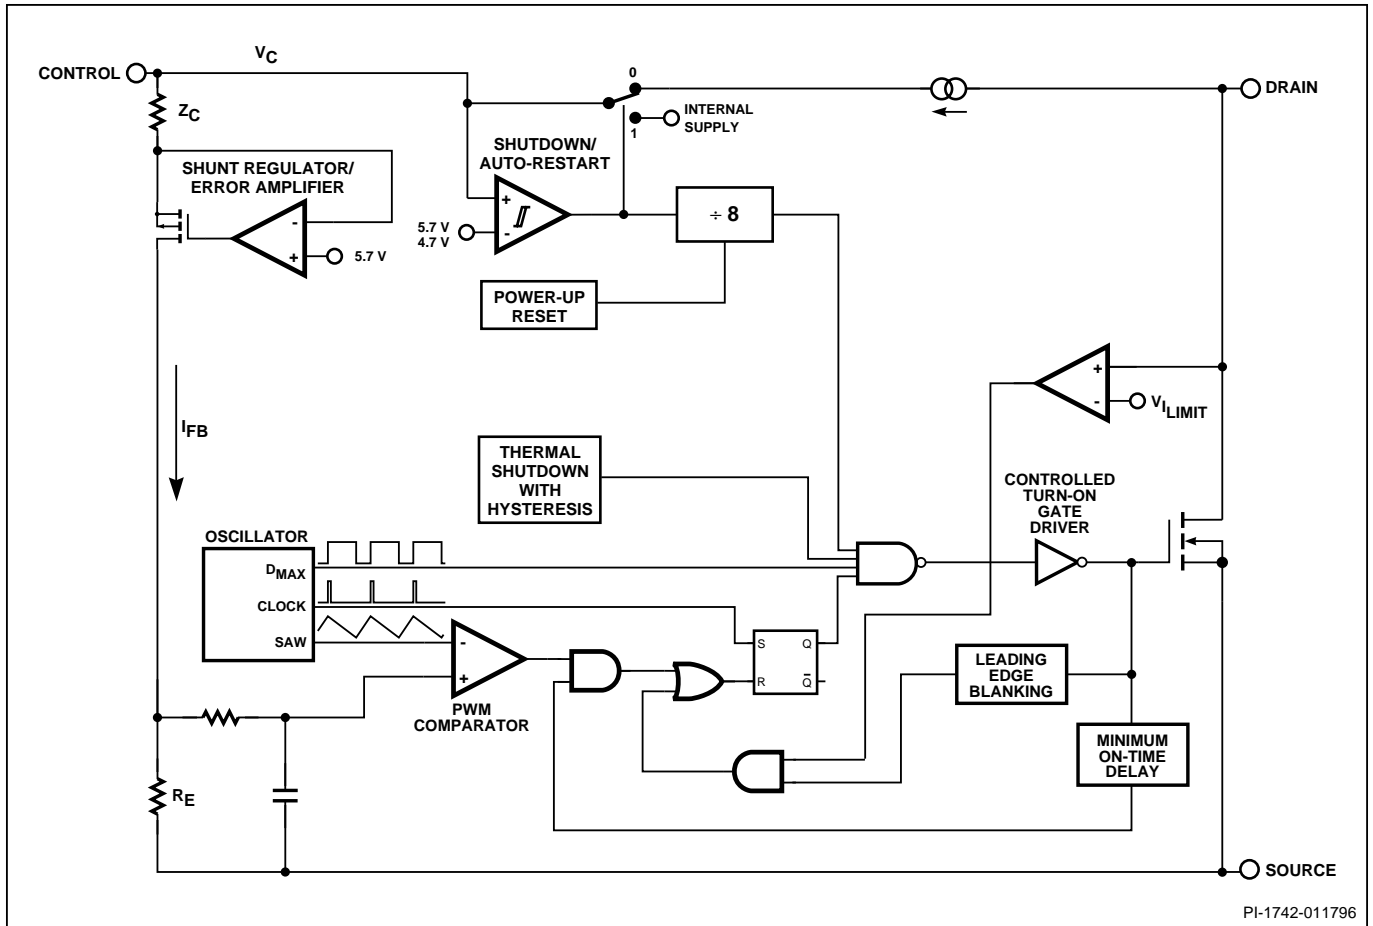 V_C
CONTROL
0
DRAIN
Z_C
INTERNAL
SUPPLY
1
SHUTDOWN/
AUTO-RESTART
SHUNT REGULATOR/
ERROR AMPLIFIER
-
+
5.7 V
+
-
5.7 V
4.7 V
÷ 8
POWER-UP
RESET
+
-
V_I_LIMIT
I_FB
THERMAL
SHUTDOWN
WITH
HYSTERESIS
CONTROLLED
TURN-ON
GATE
DRIVER
OSCILLATOR
D_MAX
CLOCK
SAW
-
+
PWM
COMPARATOR
S
Q
R
Q̅
LEADING
EDGE
BLANKING
MINIMUM
ON-TIME
DELAY
R_E
SOURCE
PI-1742-011796